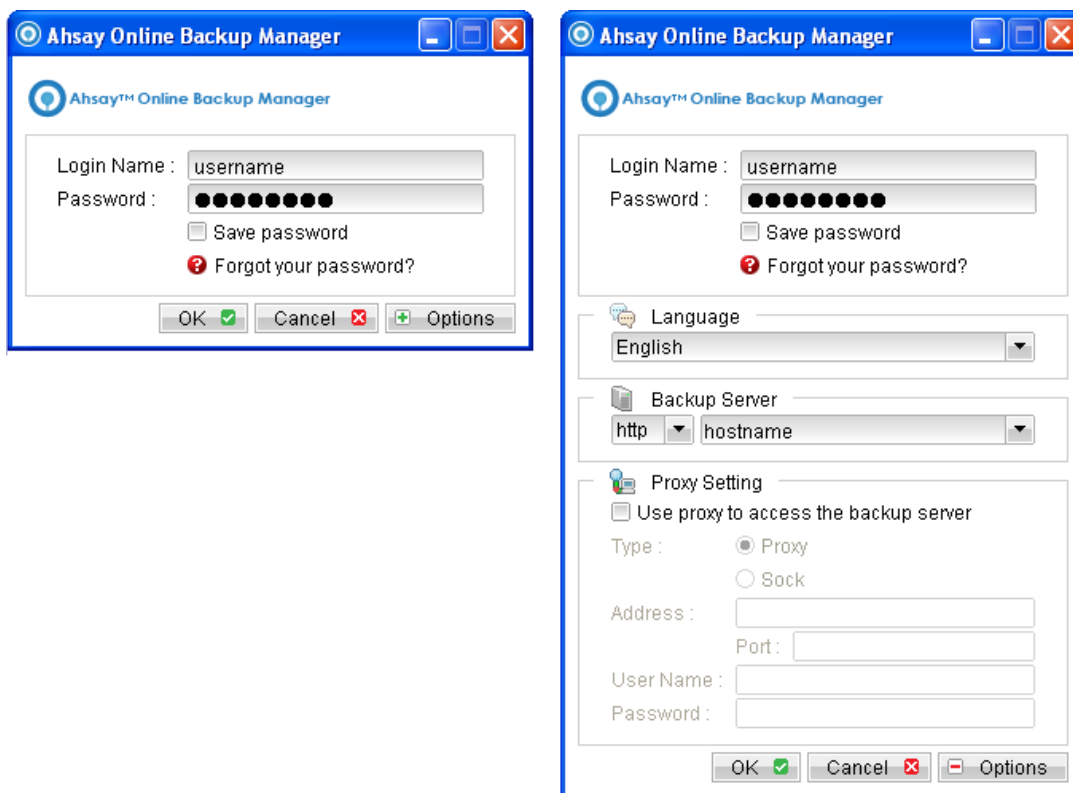 Ahsay Online Backup Manager
Ahsay™ Online Backup Manager
Login Name : username
Password : ●●●●●●●●
Save password
Forgot your password?
OK Cancel Options
Ahsay Online Backup Manager
Ahsay™ Online Backup Manager
Login Name : username
Password : ●●●●●●●●
Save password
Forgot your password?
Language
English
Backup Server
http hostname
Proxy Setting
Use proxy to access the backup server
Type : Proxy
Sock
Address :
Port :
User Name :
Password :
OK Cancel Options